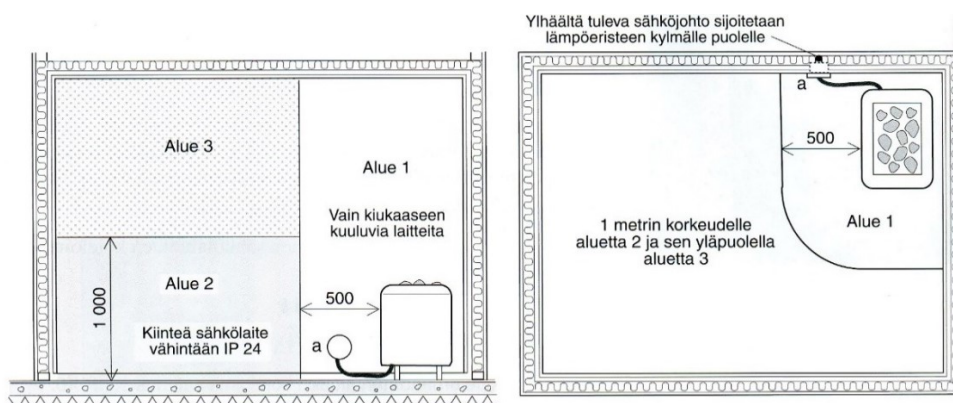 Alue 3
Alue 1
Vain kiukaaseen
kuuluvia laitteita
Alue 2
1 000
500
Kiinteä sähkölaite
vähintään IP 24
a
Ylhäältä tuleva sähköjohto sijoitetaan
lämpöeristeen kylmälle puolelle
a
500
Alue 1
1 metrin korkeudelle
aluetta 2 ja sen yläpuolella
aluetta 3